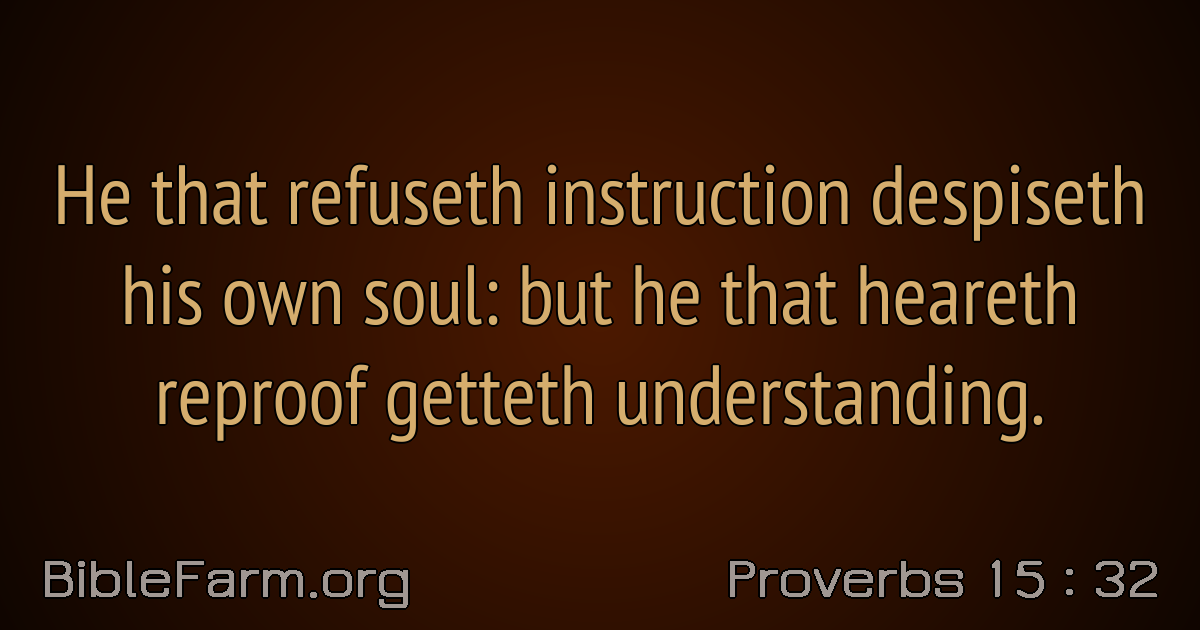 He that refuseth instruction despiseth
his own soul: but he that heareth
reproof getteth understanding.
BibleFarm.org
Proverbs 15 : 32